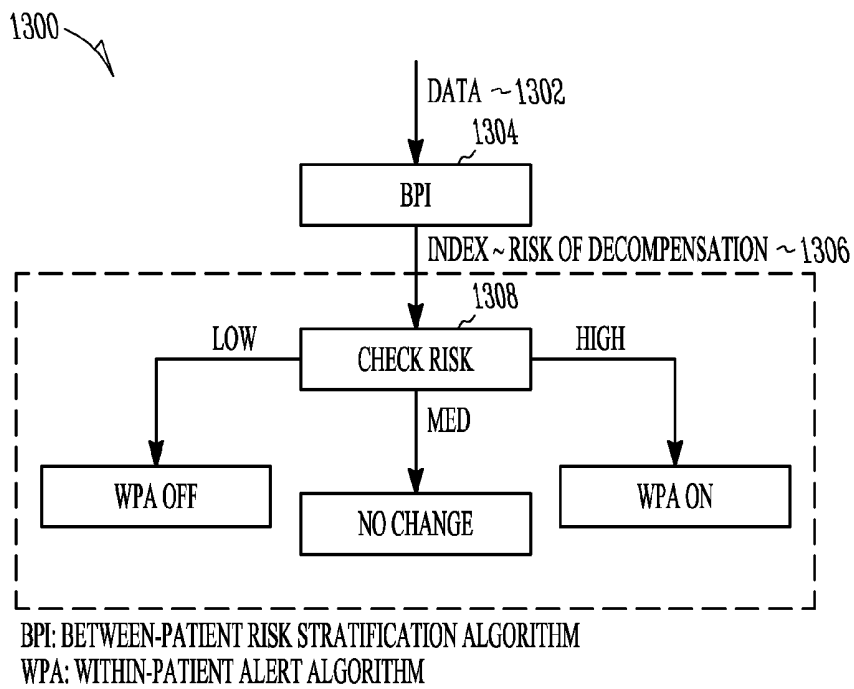 1300
DATA ~1302
1304
BPI
INDEX ~ RISK OF DECOMPENSATION ~1306
1308
LOW
CHECK RISK
HIGH
MED
WPA OFF
NO CHANGE
WPA ON
BPI: BETWEEN-PATIENT RISK STRATIFICATION ALGORITHM
WPA: WITHIN-PATIENT ALERT ALGORITHM